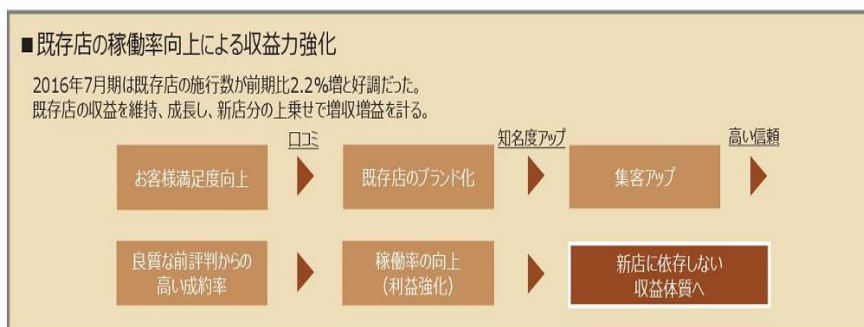 ■既存店の稼働率向上による収益力強化
2016年7月期は既存店の施行数が前期比2.2%増と好調だった。
既存店の収益を維持、成長し、新店分の上乗せで増収増益を計る。
口コミ
知名度アップ
高い信頼
お客様満足度向上
既存店のブランド化
集客アップ
良質な前評判からの
高い成約率
稼働率の向上
(利益強化)
新店に依存しない
収益体質へ